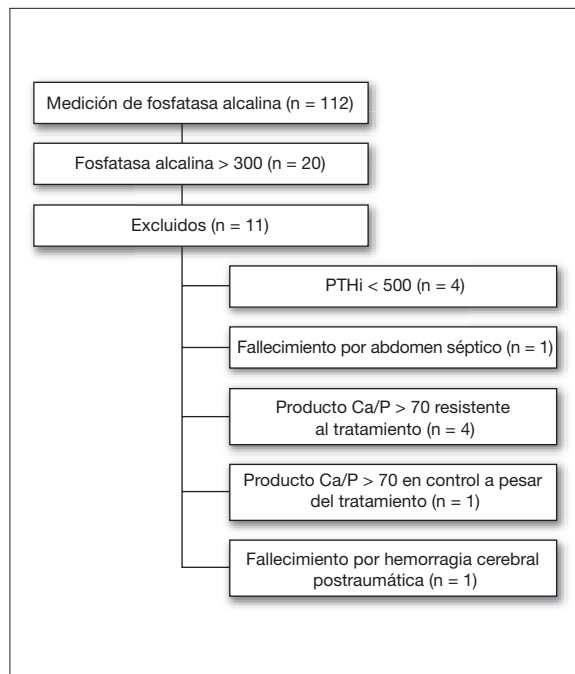 Medición de fosfatasa alcalina (n = 112)
Fosfatasa alcalina > 300 (n = 20)
Excluidos (n = 11)
PTHi < 500 (n = 4)
Fallecimiento por abdomen séptico (n = 1)
Producto Ca/P > 70 resistente
al tratamiento (n = 4)
Producto Ca/P > 70 en control a pesar
del tratamiento (n = 1)
Fallecimiento por hemorragia cerebral
postraumática (n = 1)